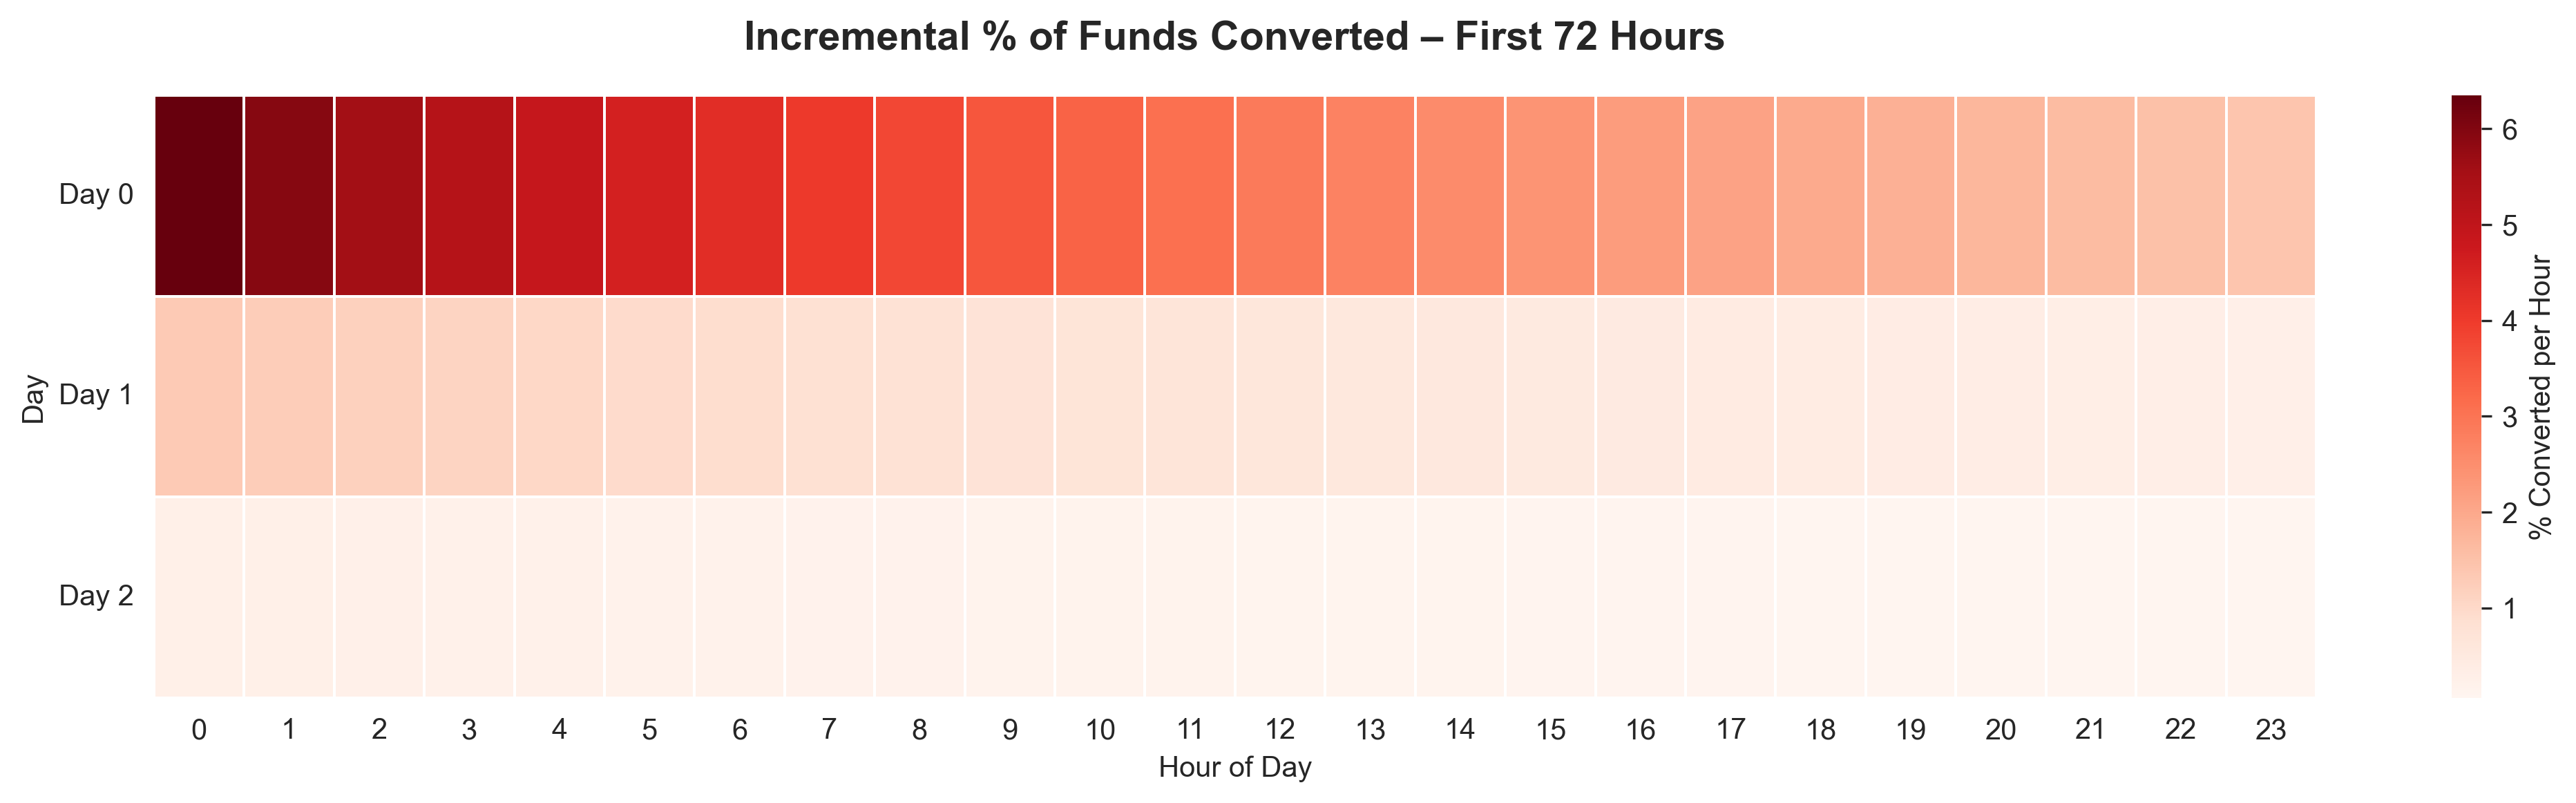 Incremental % of Funds Converted – First 72 Hours
Day
Day 0
Day 1
Day 2
0 1 2 3 4 5 6 7 8 9 10 11 12 13 14 15 16 17 18 19 20 21 22 23
Hour of Day
6
5
4
3
2
1
% Converted per Hour